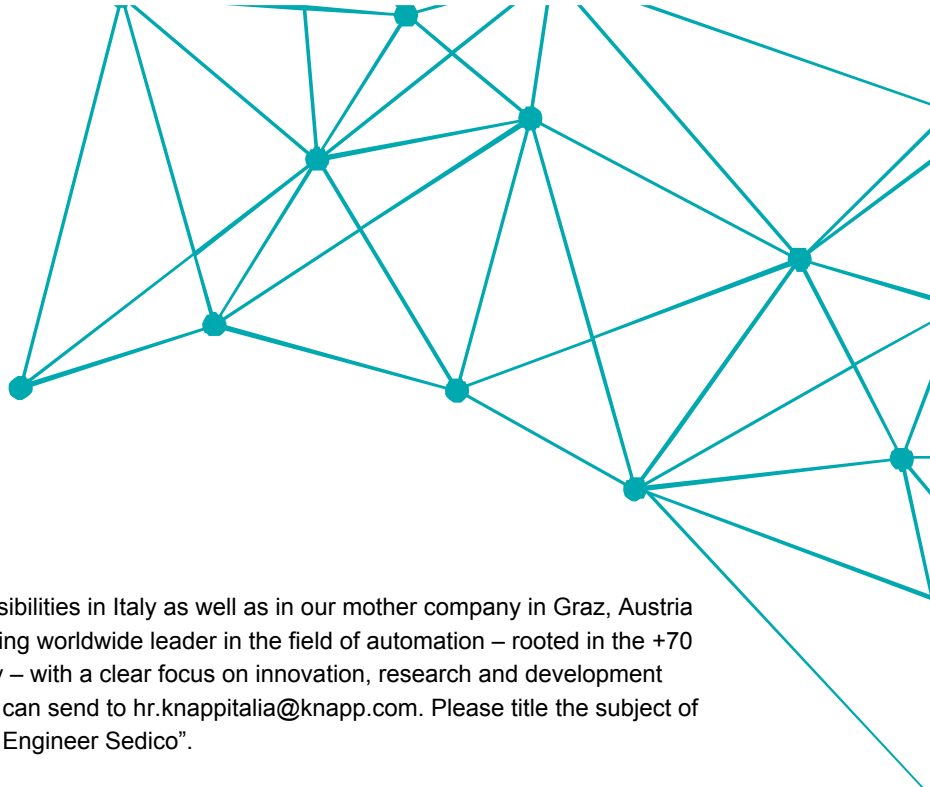 sibilities in Italy as well as in our mother company in Graz, Austria
ing worldwide leader in the field of automation – rooted in the +70
– with a clear focus on innovation, research and development
can send to hr.knappitalia@knapp.com. Please title the subject of
Engineer Sedico”.